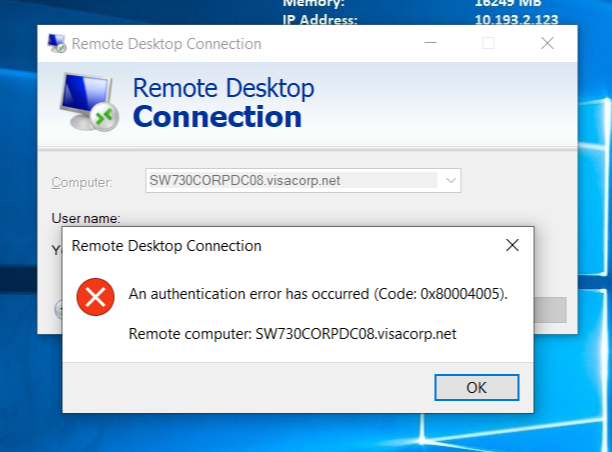 Memory: 16249 MB
IP Address: 10.193.2.123
Remote Desktop Connection
Remote Desktop
Connection
Computer: SW730CORPDC08.visacorp.net
User name:
Remote Desktop Connection
An authentication error has occurred (Code: 0x80004005).
Remote computer: SW730CORPDC08.visacorp.net
OK